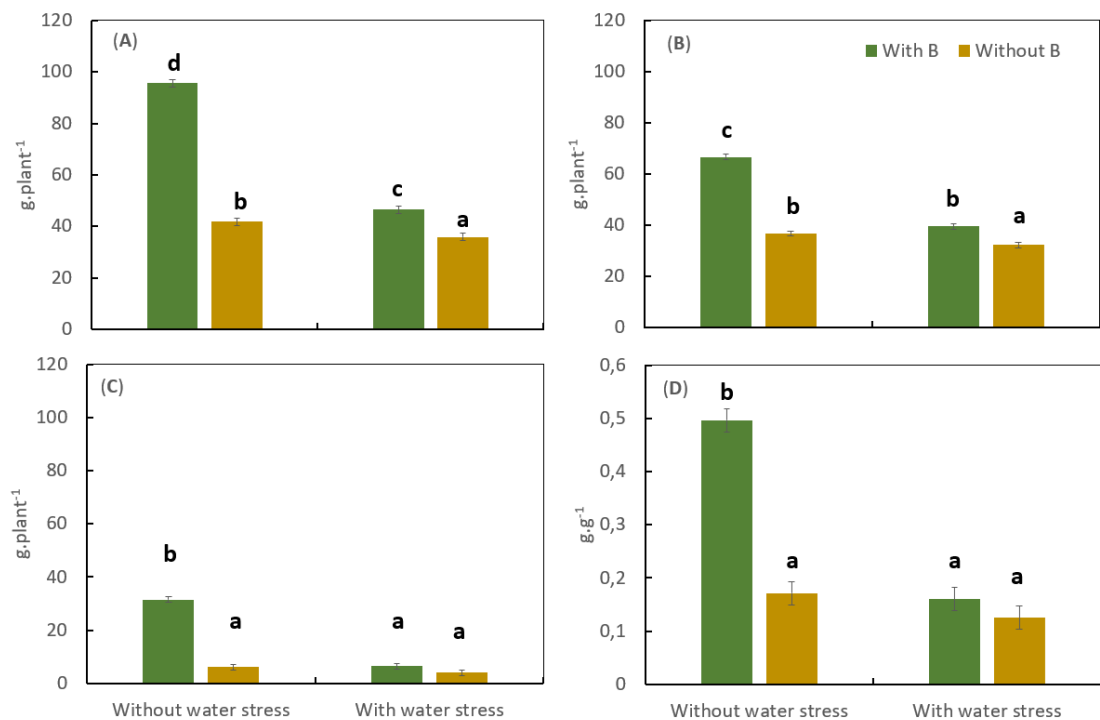 (A)
120
100
80
60
40
20
0
g.plant⁻¹
d
b
c
a
(B)
With B
Without B
120
100
80
60
40
20
0
g.plant⁻¹
c
b
b
a
(C)
120
100
80
60
40
20
0
g.plant⁻¹
b
a
a
a
Without water stress
With water stress
(D)
0,6
0,5
0,4
0,3
0,2
0,1
0
g.g⁻¹
b
a
a
a
Without water stress
With water stress